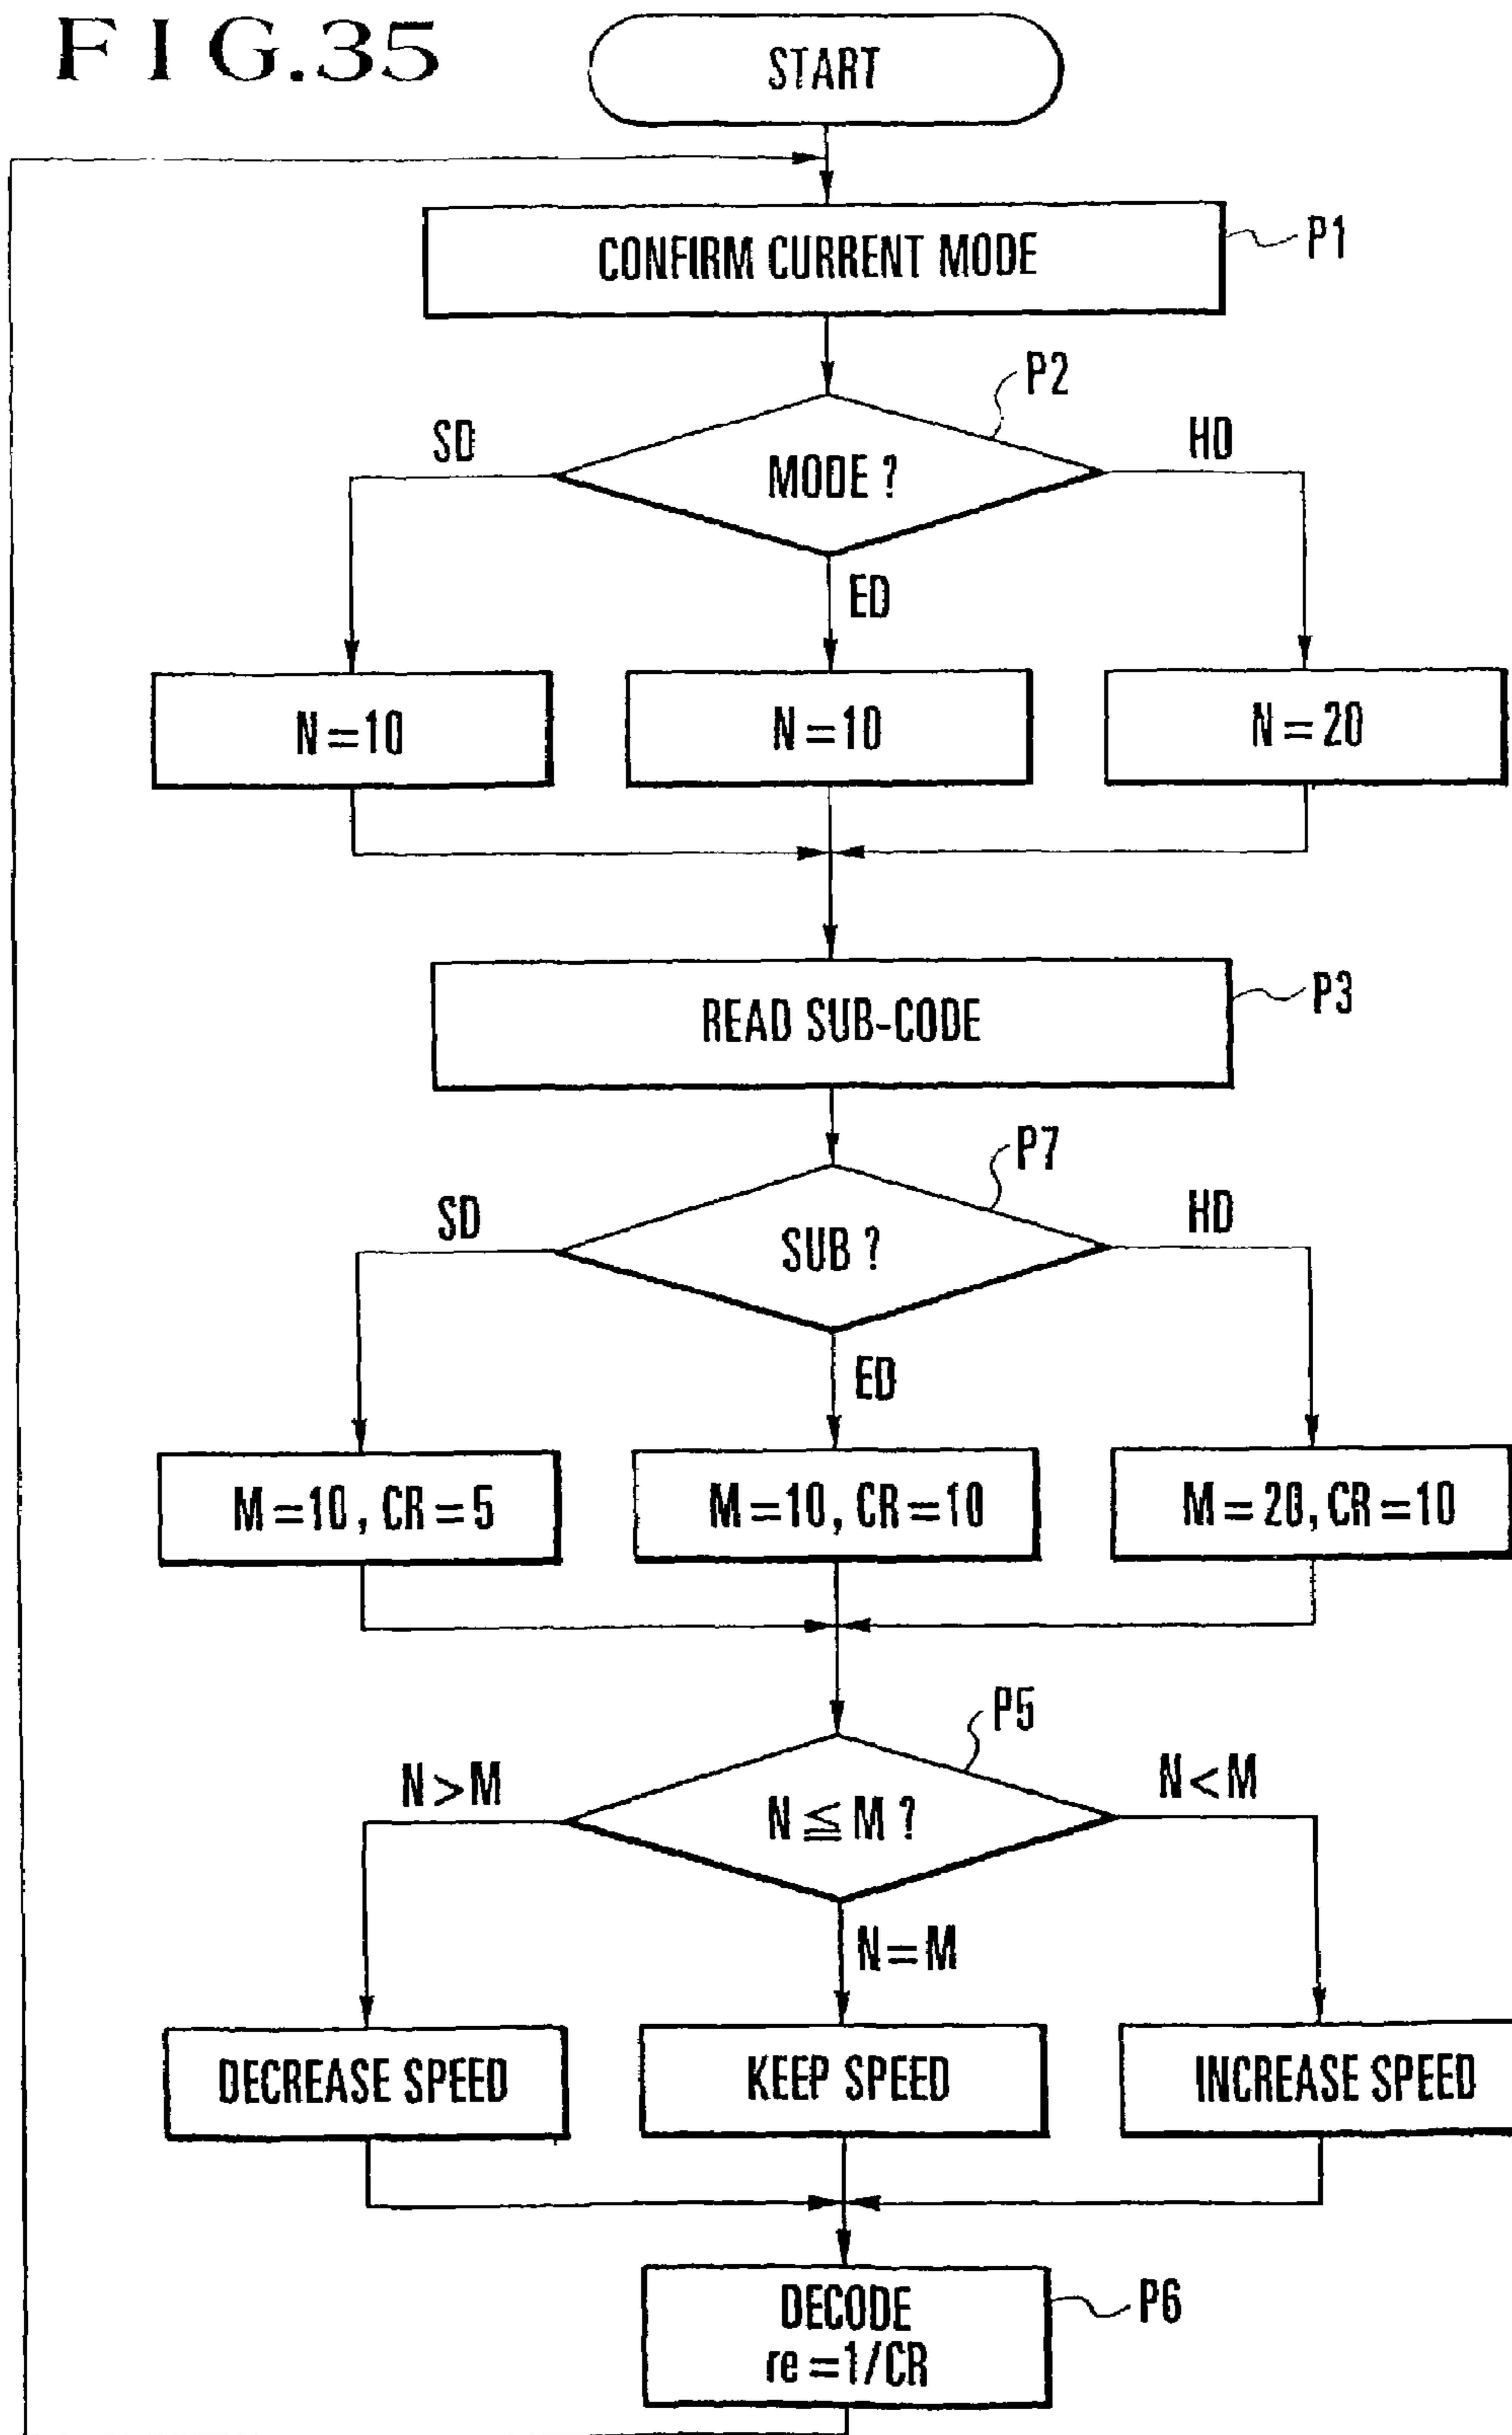 FIG.35
START
CONFIRM CURRENT MODE
P1
P2
SD
MODE ?
HD
ED
N=10
N=10
N=20
READ SUB-CODE
P3
P7
SD
SUB ?
HD
ED
M=10, CR=5
M=10, CR=10
M=20, CR=10
P5
N>M
N≦M ?
N<M
N=M
DECREASE SPEED
KEEP SPEED
INCREASE SPEED
DECODE
re=1/CR
P6